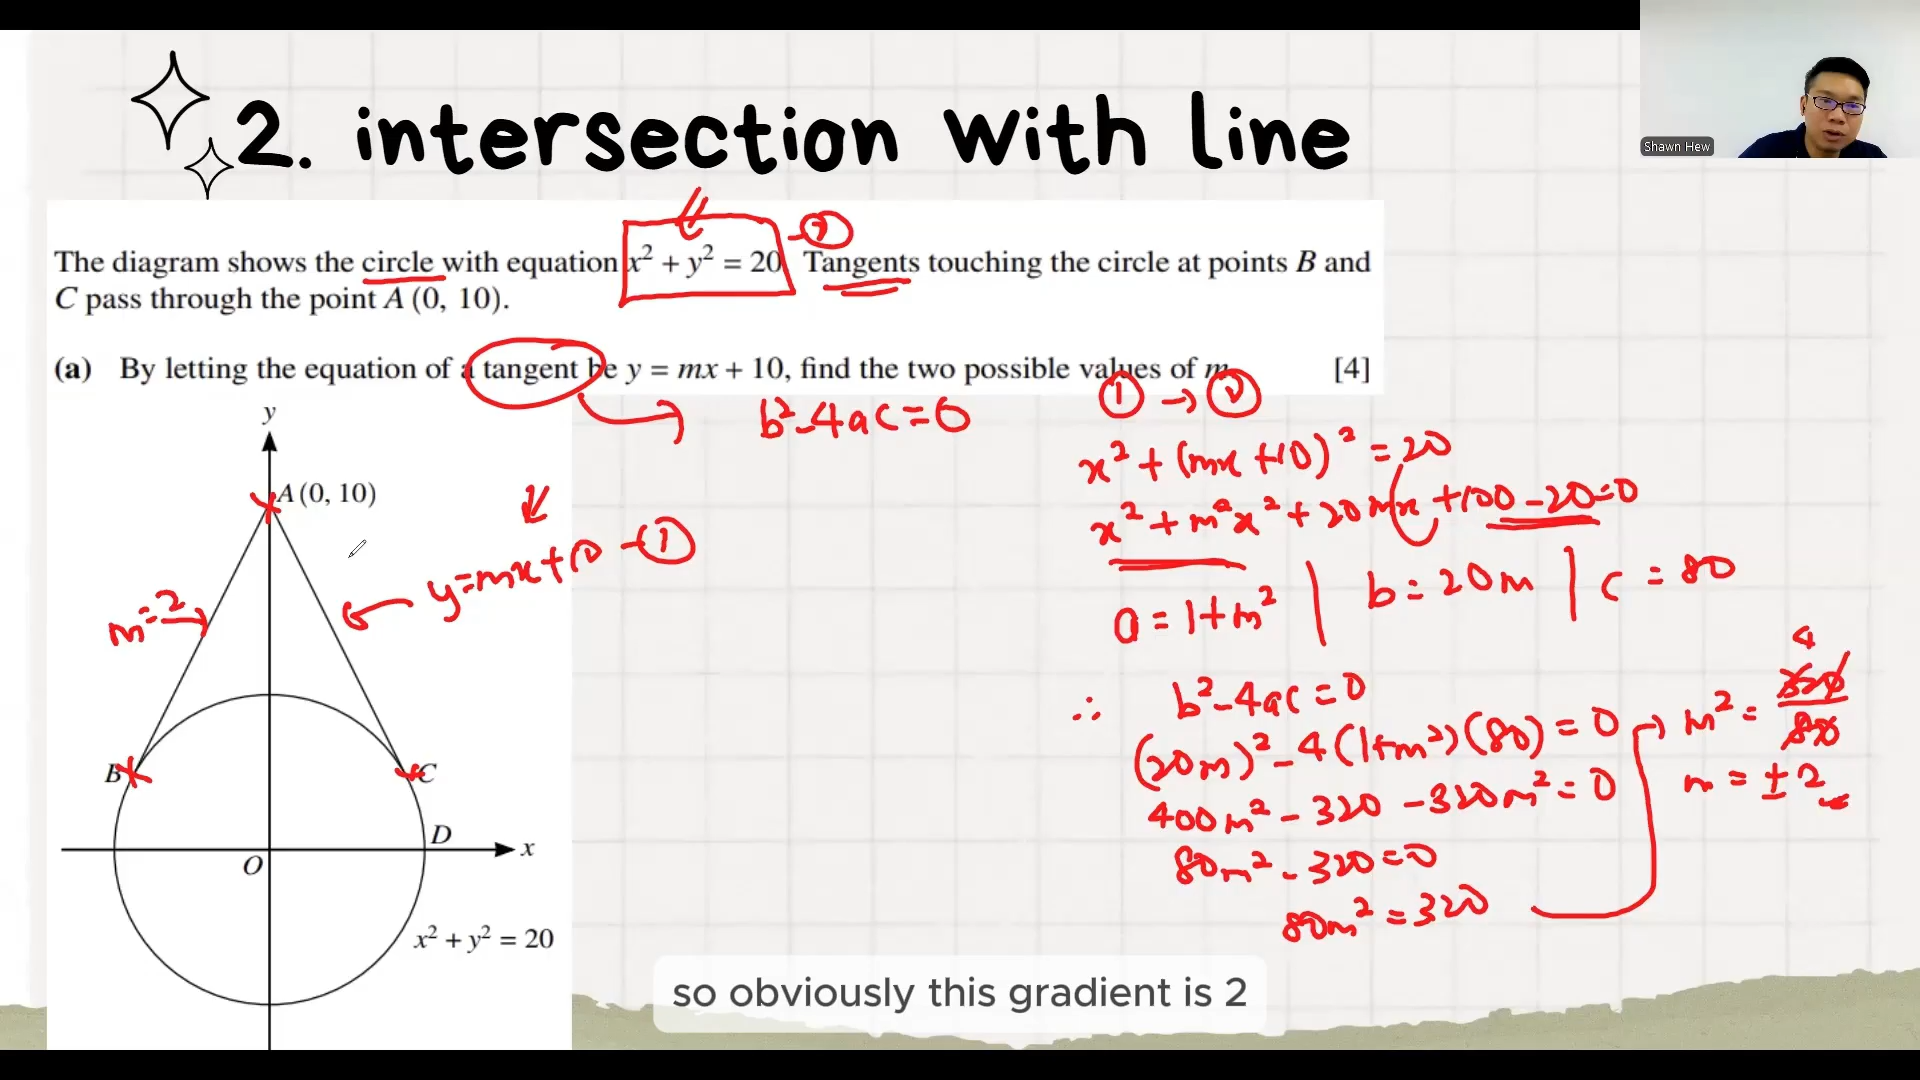 2. intersection with line
Shawn Hew
The diagram shows the circle with equation x² + y² = 20. Tangents touching the circle at points B and
C pass through the point A (0, 10).
(a) By letting the equation of a tangent be y = mx + 10, find the two possible values of m. [4]
b²-4ac=0
① → ②
x² + (mx+10)² = 20
x² + m²x² + 20mx + 100 - 20 = 0
a = 1+m² | b = 20m | c = 80
∴ b²-4ac = 0
(20m)² - 4(1+m²)(80) = 0
400m² - 320 - 320m² = 0
80m² - 320 = 0
80m² = 320
→ m² = 320/80
4
m = ±2
y
A (0, 10)
y=mx+10 - ①
m=2
B
C
D
O
x
x² + y² = 20
so obviously this gradient is 2